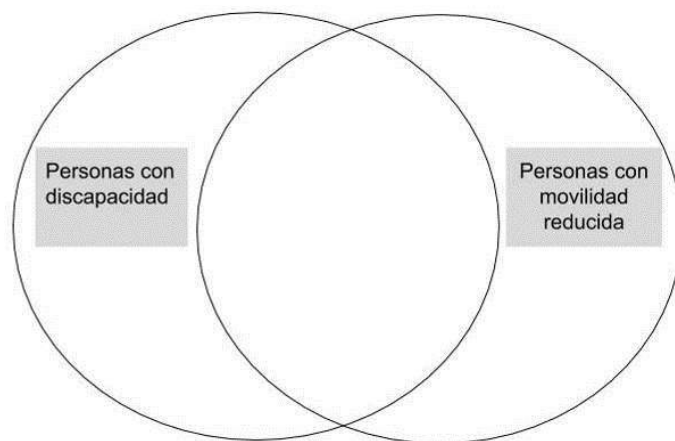 Personas con
discapacidad
Personas con
movilidad
reducida